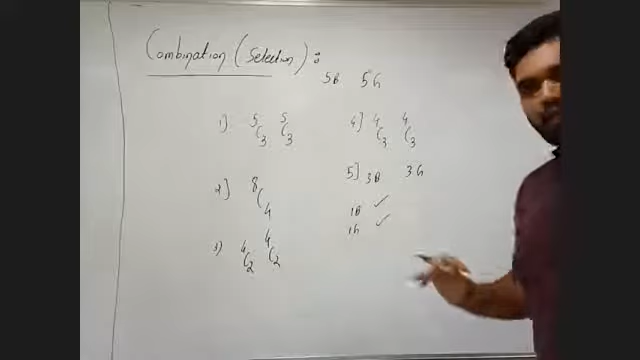 Combination (Selection) :
5B 5G
1) 5C3 5C3
2] 8C4
3) 4C2 4C2
4] 4C3 4C3
5] 3B 3G
1B ✓
1G ✓